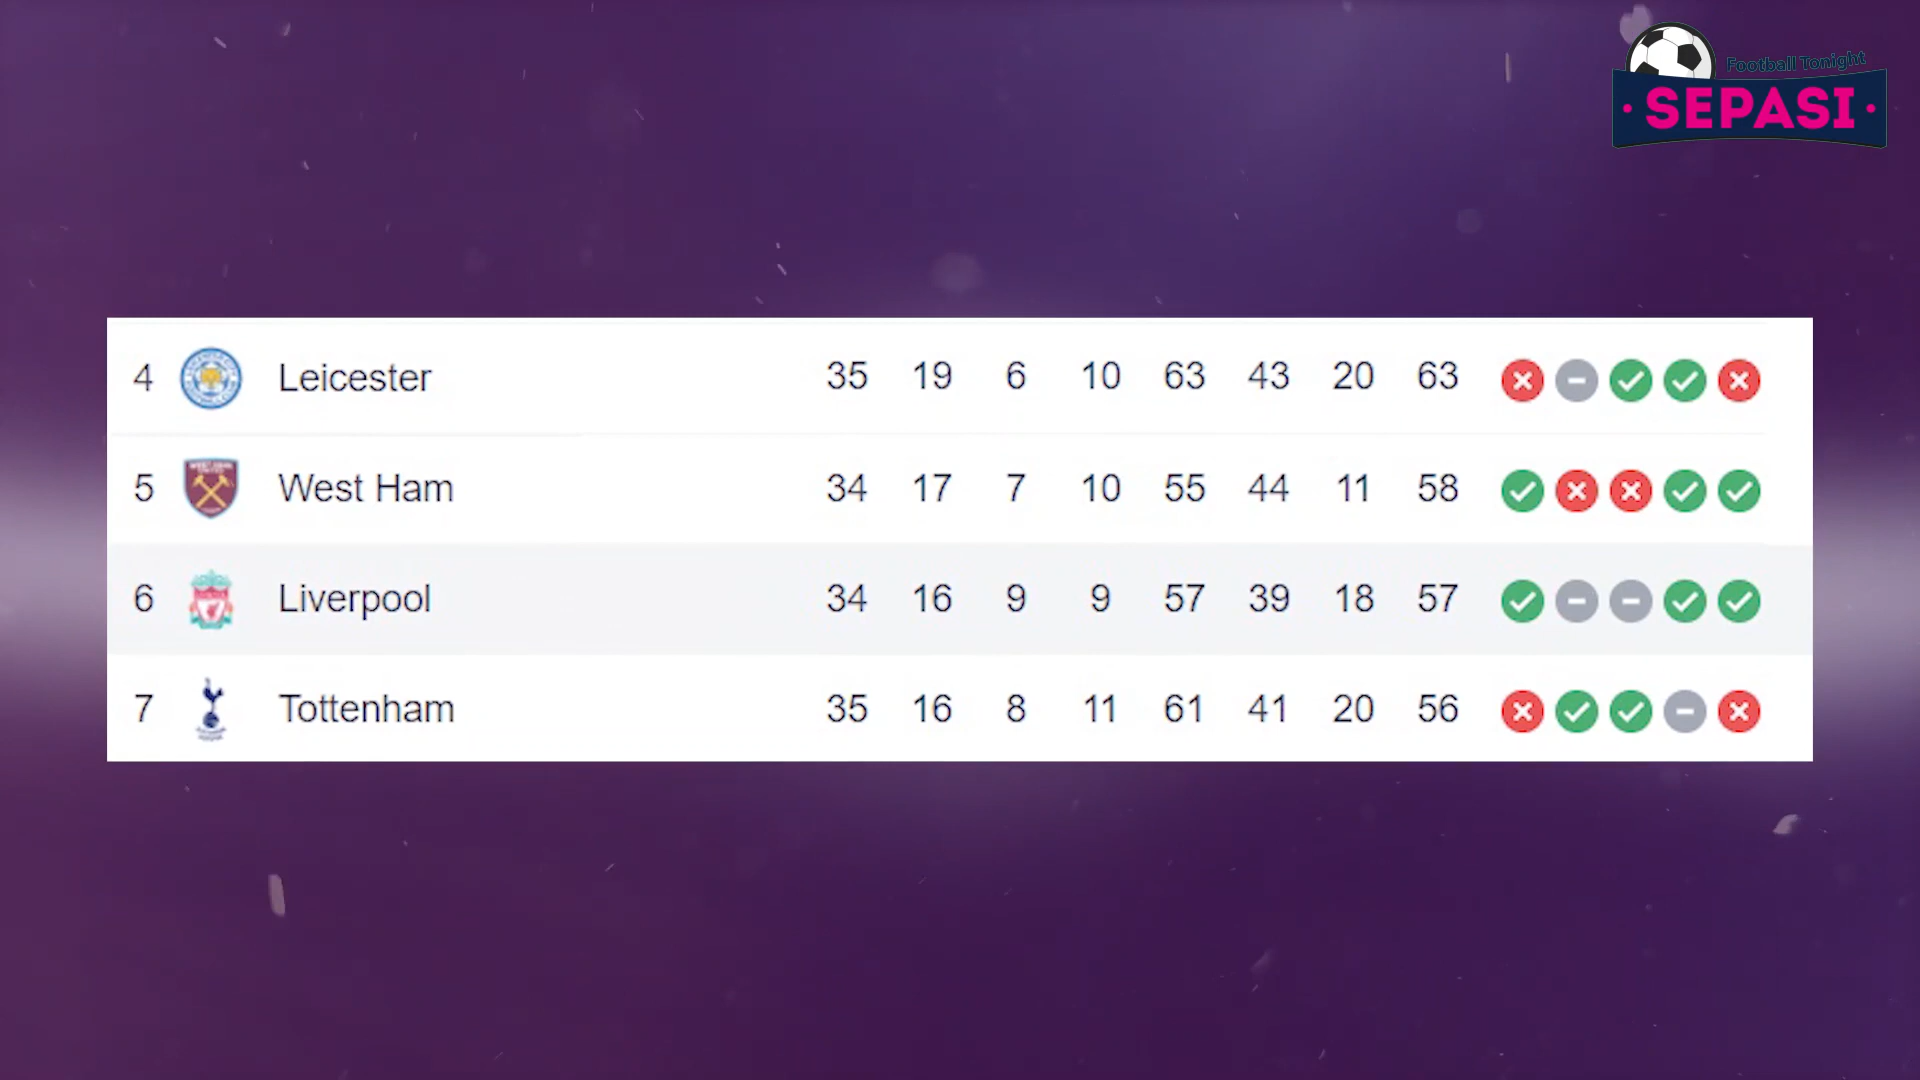 Football Tonight
SEPASI
4 Leicester 35 19 6 10 63 43 20 63
5 West Ham 34 17 7 10 55 44 11 58
6 Liverpool 34 16 9 9 57 39 18 57
7 Tottenham 35 16 8 11 61 41 20 56